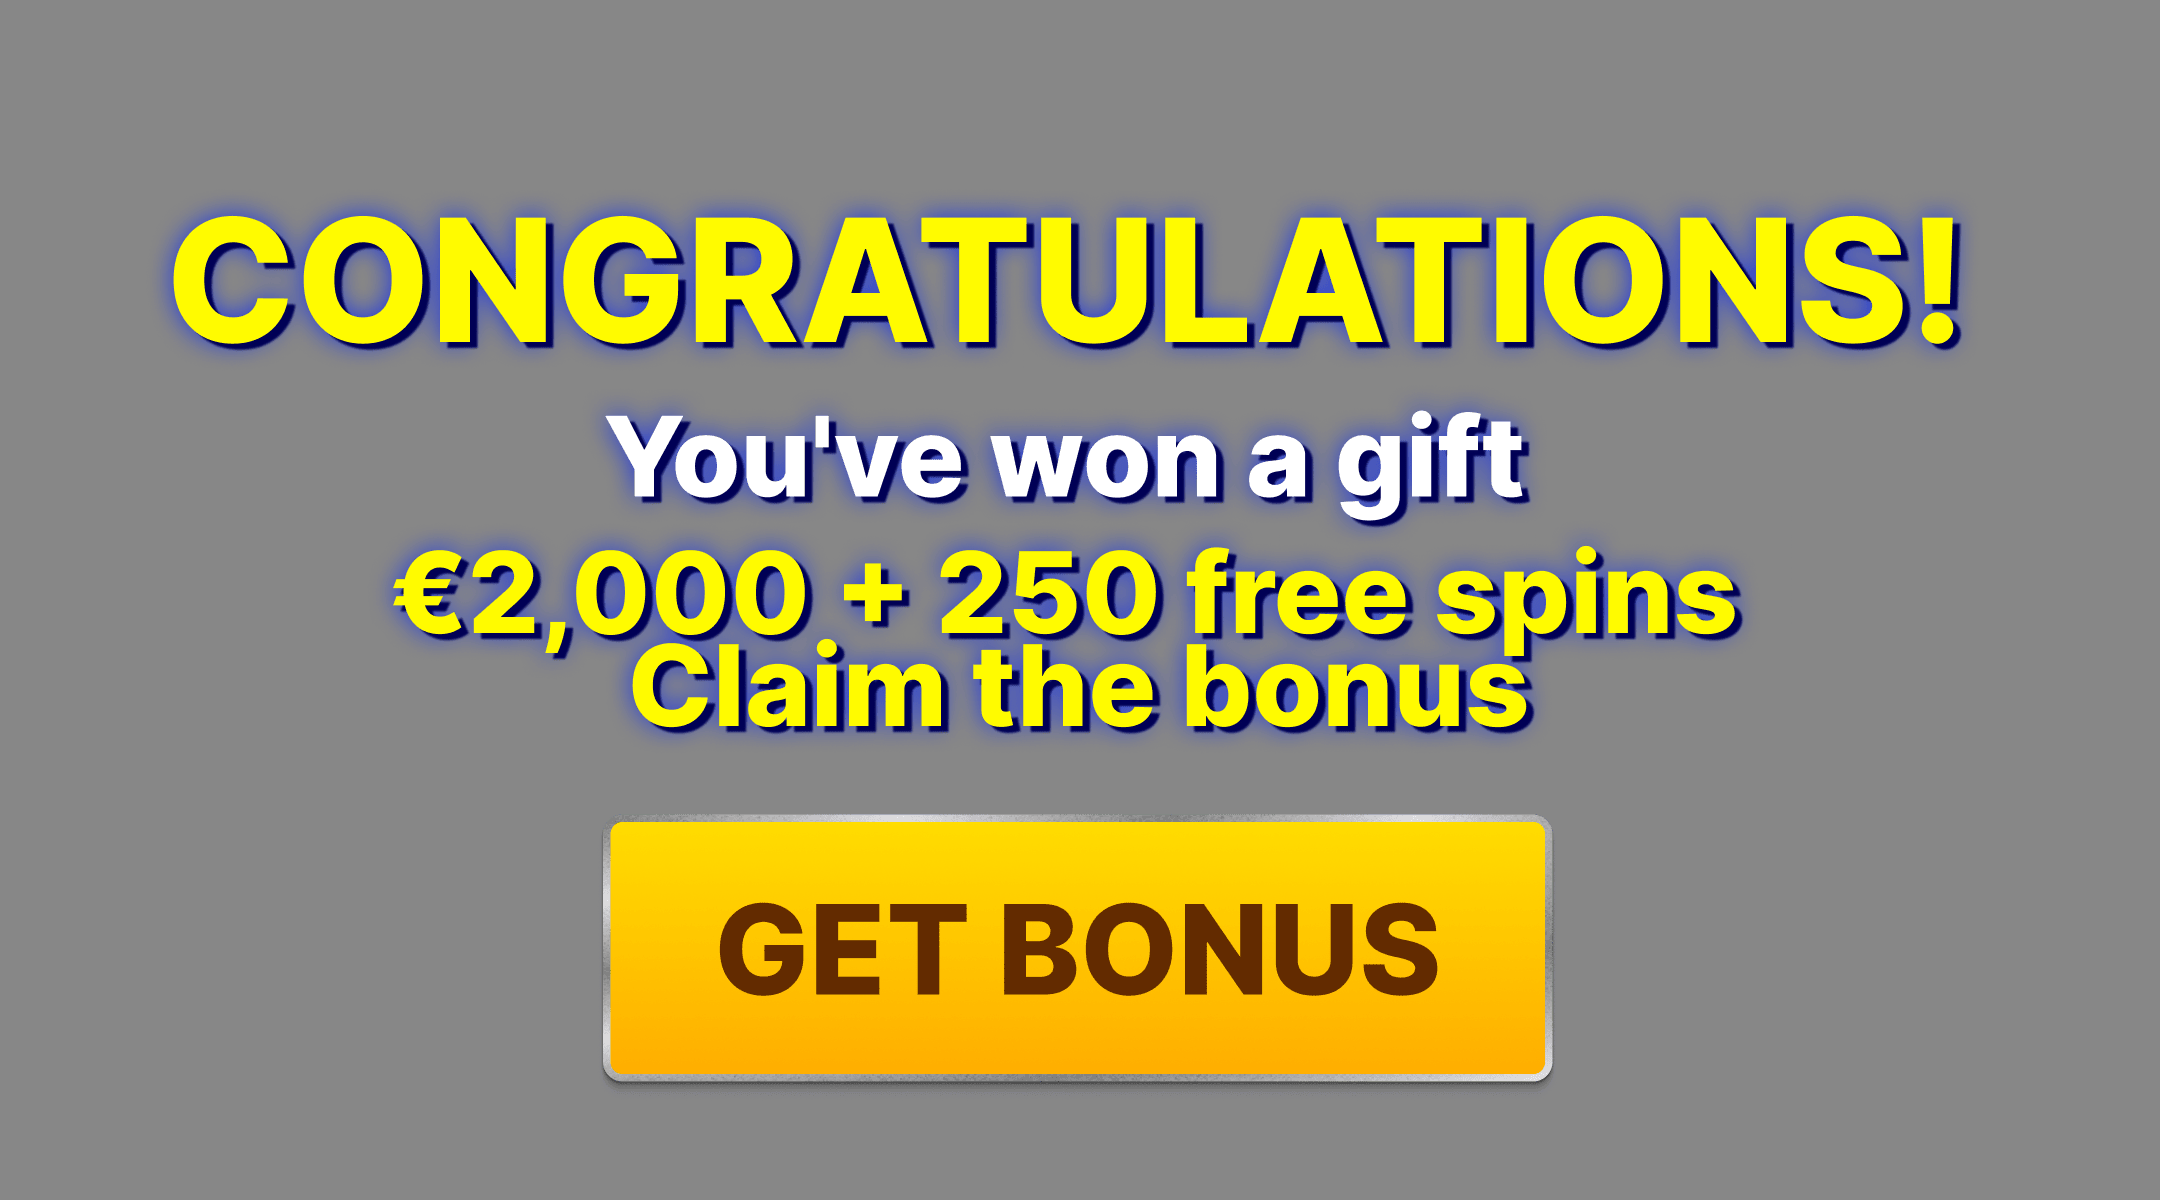 CONGRATULATIONS!
You've won a gift
€2,000 + 250 free spins
Claim the bonus
GET BONUS